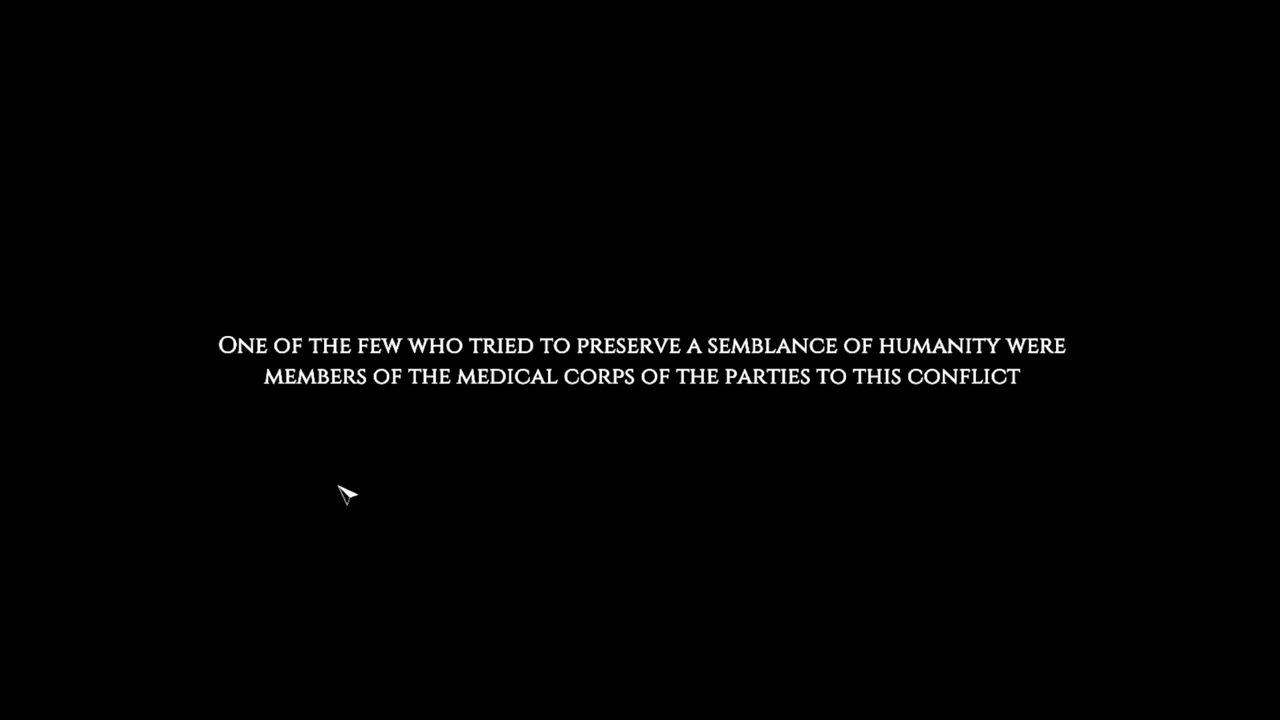 One of the few who tried to preserve a semblance of humanity were
members of the medical corps of the parties to this conflict